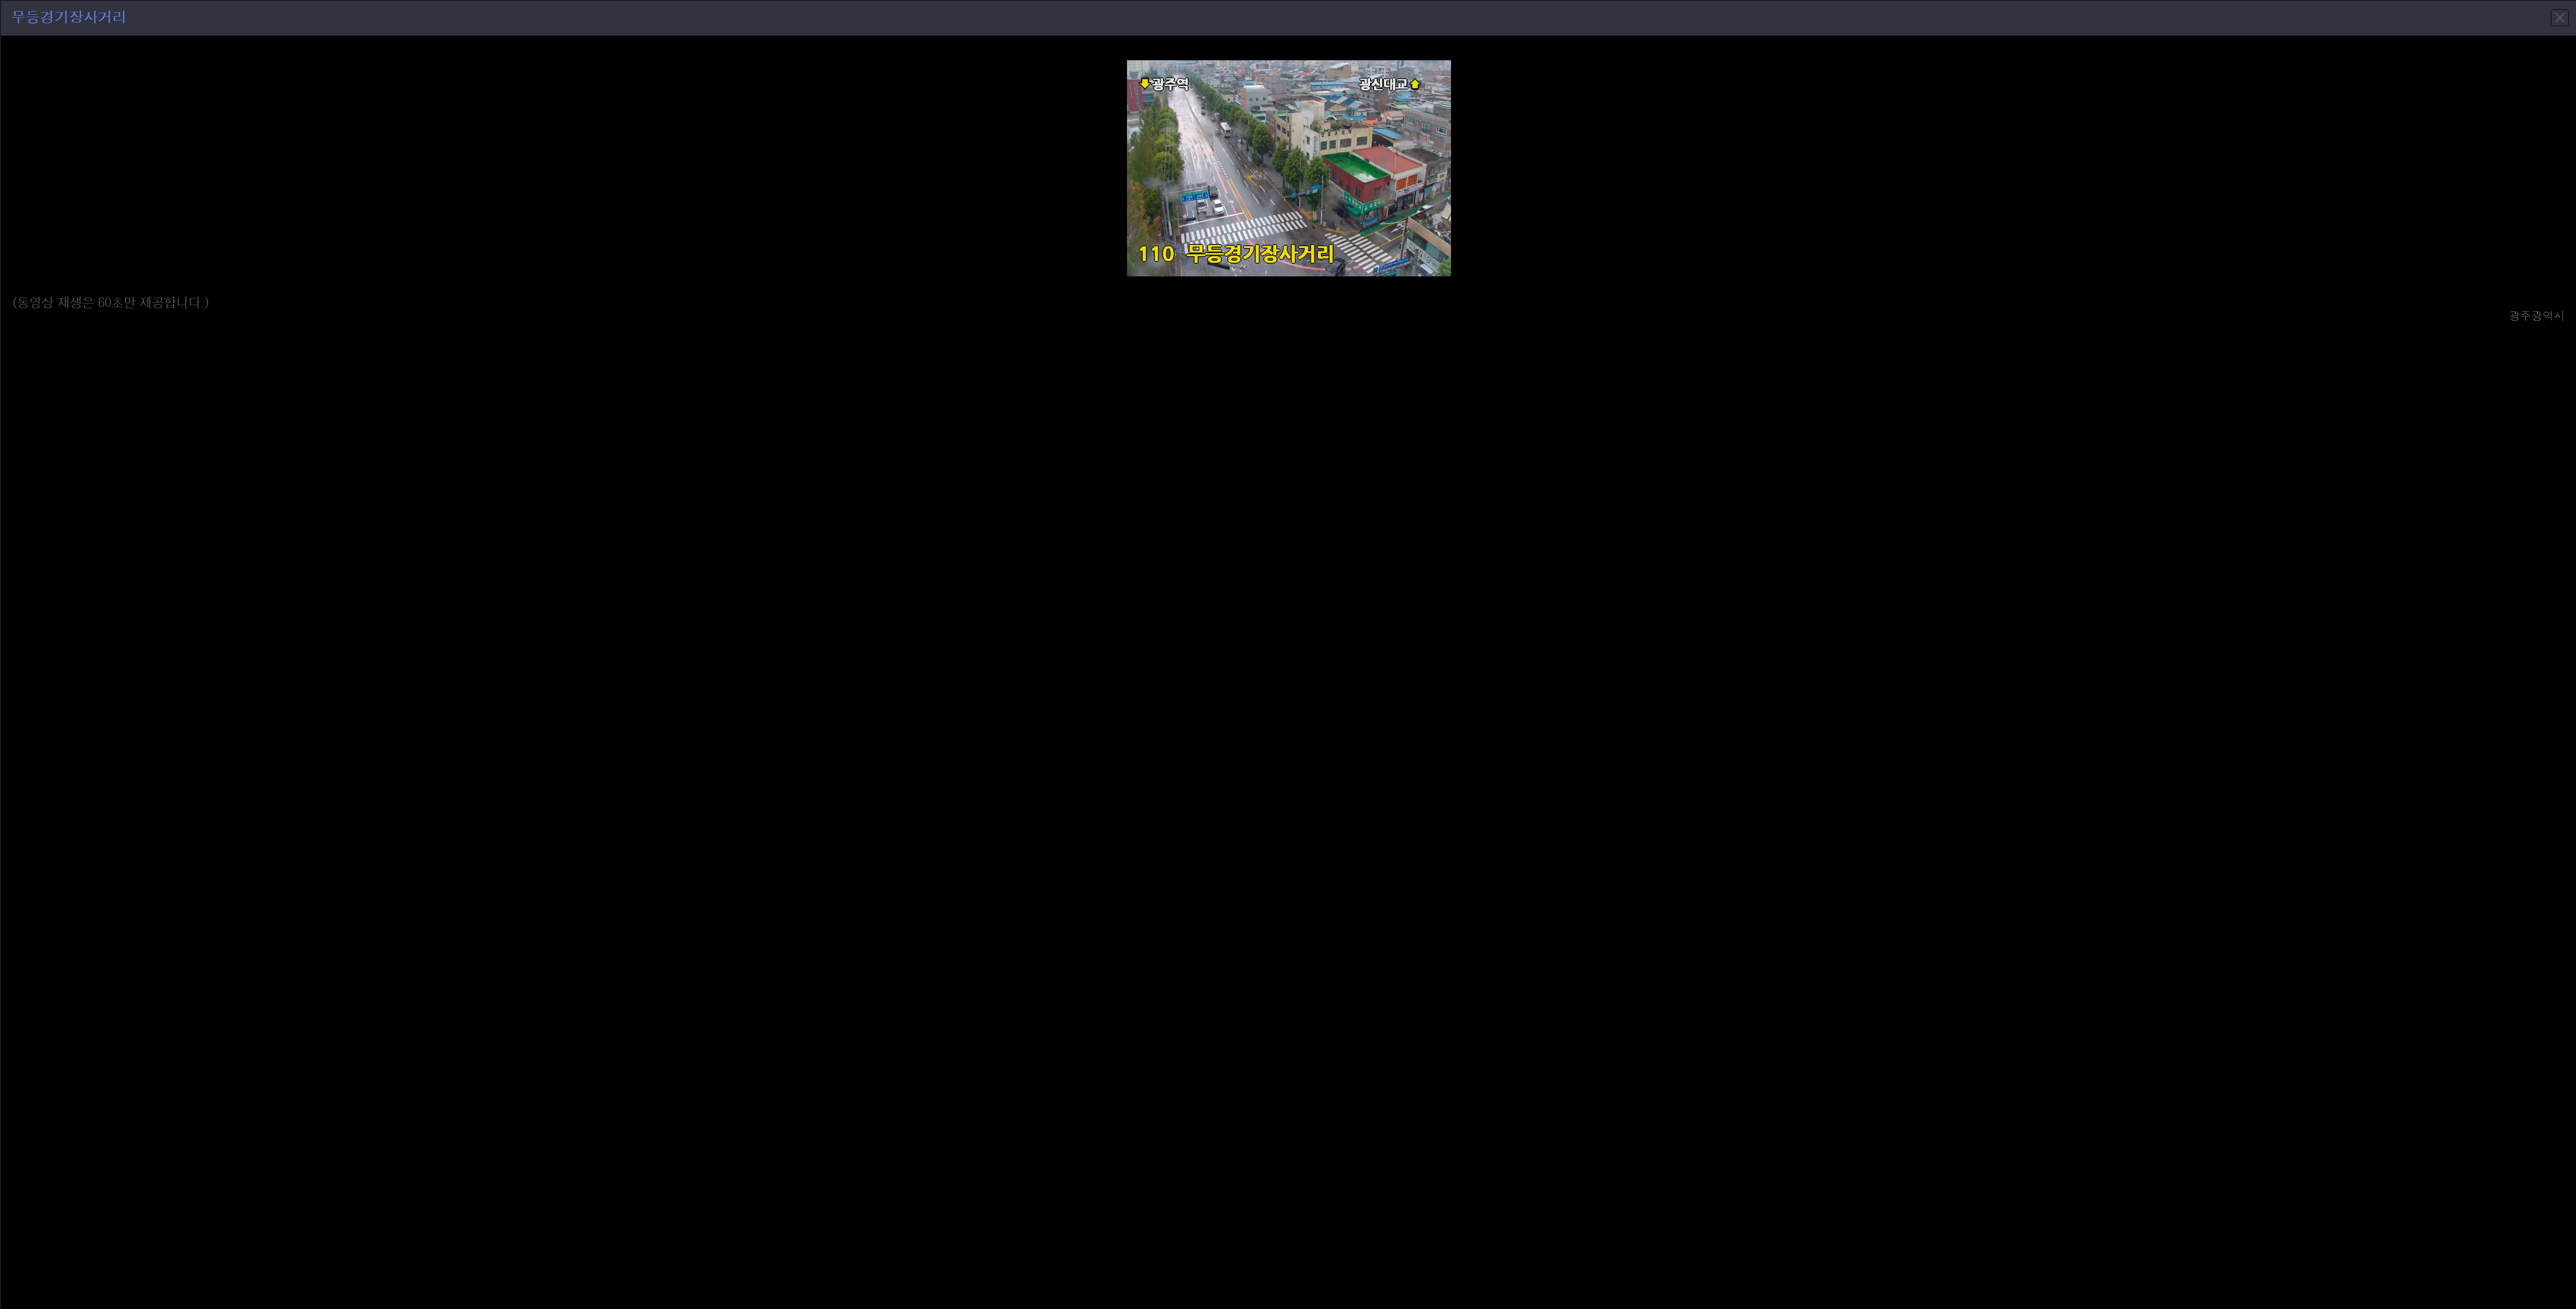 무등경기장사거리
광주역
광신대교
110 무등경기장사거리
(동영상 재생은 60초만 제공합니다.)
광주광역시